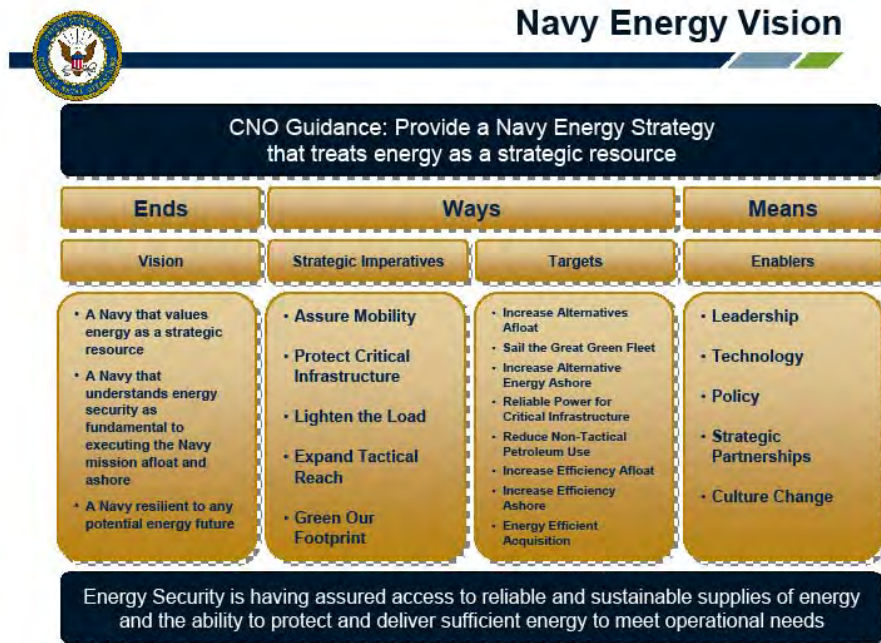 Navy Energy Vision
CNO Guidance: Provide a Navy Energy Strategy
that treats energy as a strategic resource
Ends
Ways
Means
Vision
Strategic Imperatives
Targets
Enablers
• A Navy that values
energy as a strategic
resource
• A Navy that
understands energy
security as
fundamental to
executing the Navy
mission afloat and
ashore
• A Navy resilient to any
potential energy future
• Assure Mobility
• Protect Critical
Infrastructure
• Lighten the Load
• Expand Tactical
Reach
• Green Our
Footprint
• Increase Alternatives
Afloat
• Sail the Great Green Fleet
• Increase Alternative
Energy Ashore
• Reliable Power for
Critical Infrastructure
• Reduce Non-Tactical
Petroleum Use
• Increase Efficiency Afloat
• Increase Efficiency
Ashore
• Energy Efficient
Acquisition
• Leadership
• Technology
• Policy
• Strategic
Partnerships
• Culture Change
Energy Security is having assured access to reliable and sustainable supplies of energy
and the ability to protect and deliver sufficient energy to meet operational needs